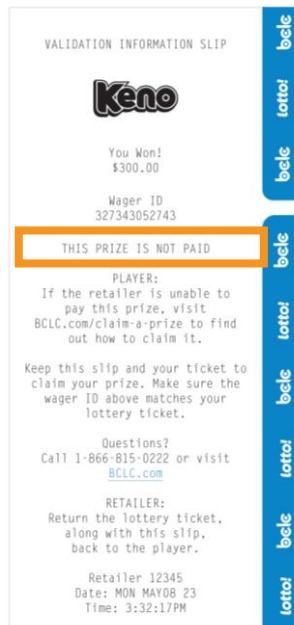 VALIDATION INFORMATION SLIP
Keno
You Won!
$300.00
Wager ID
327343052743
THIS PRIZE IS NOT PAID
PLAYER:
If the retailer is unable to
pay this prize, visit
BCLC.com/claim-a-prize to find
out how to claim it.
Keep this slip and your ticket to
claim your prize. Make sure the
wager ID above matches your
lottery ticket.
Questions?
Call 1-866-815-0222 or visit
BCLC.com
RETAILER:
Return the lottery ticket,
along with this slip,
back to the player.
Retailer 12345
Date: MON MAY08 23
Time: 3:32:17PM
bclc
lotto!
bclc
bclc
lotto!
bclc
lotto!
bclc
lotto!